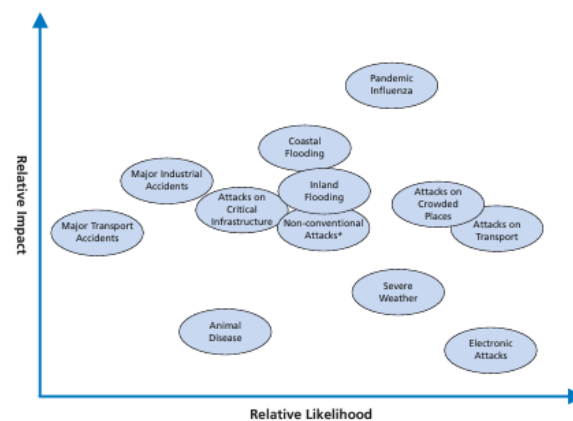 Pandemic
Influenza
Coastal
Flooding
Major Industrial
Accidents
Inland
Flooding
Attacks on
Critical
Infrastructure
Attacks on
Crowded
Places
Major Transport
Accidents
Non-conventional
Attacks*
Attacks on
Transport
Severe
Weather
Animal
Disease
Electronic
Attacks
Relative Impact
Relative Likelihood